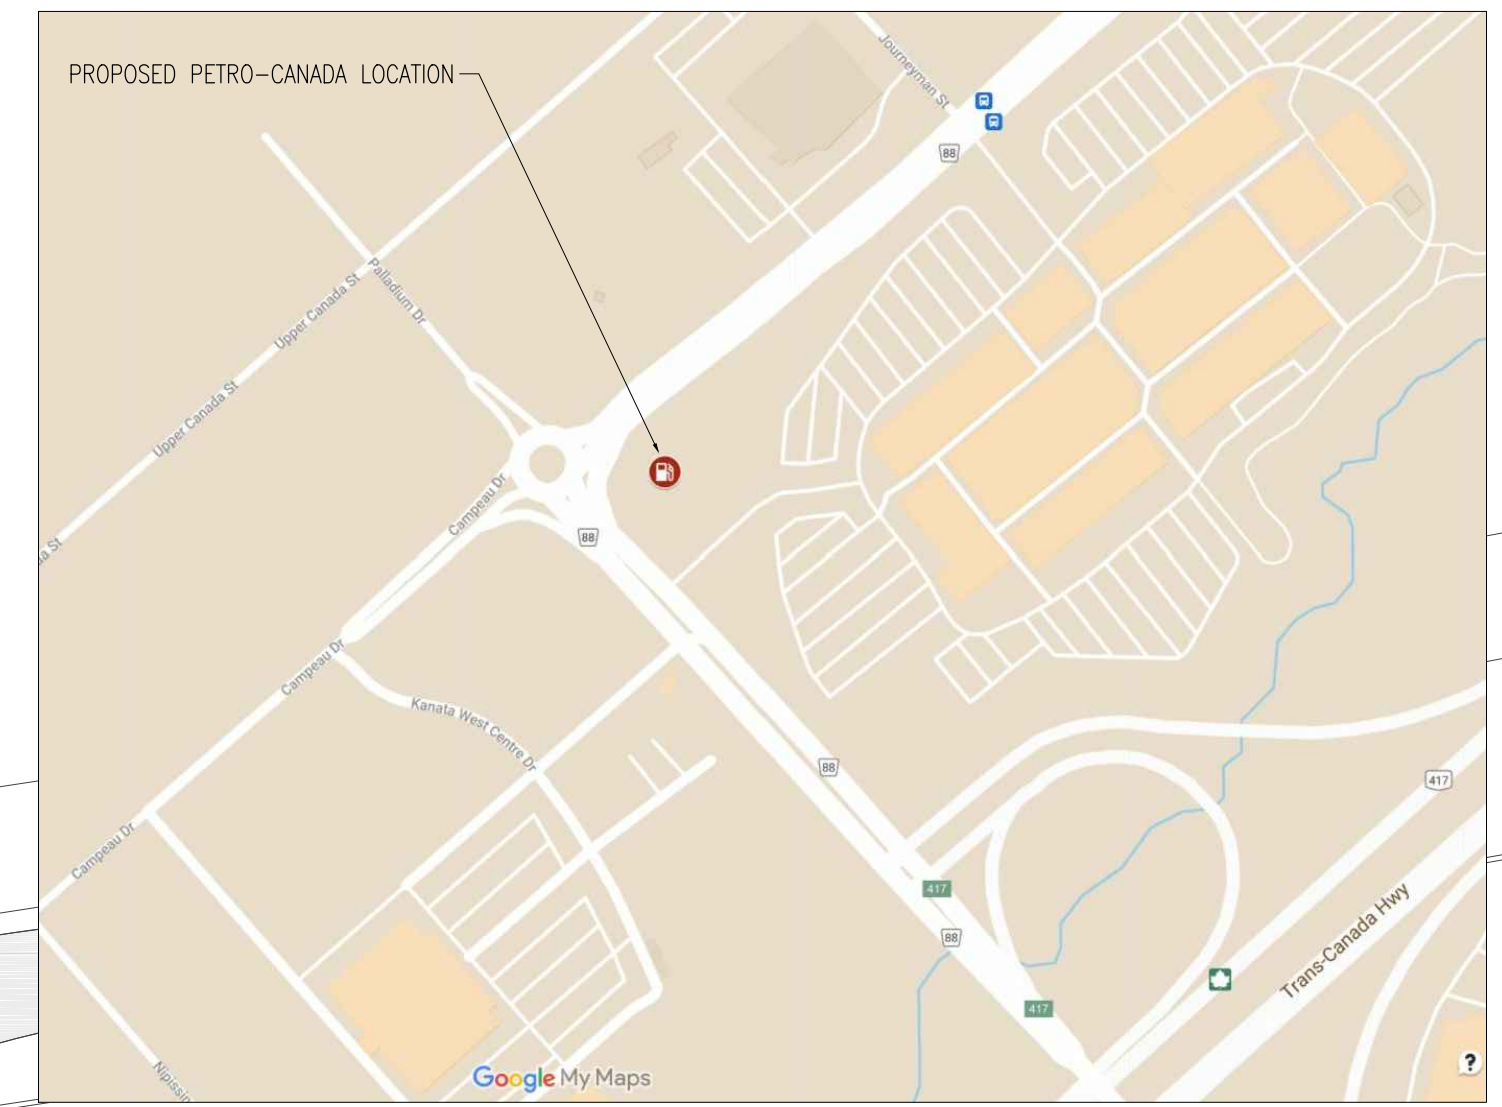 PROPOSED PETRO-CANADA LOCATION
Journeyman St
88
Palladium Dr
Upper Canada St
Upper Canada St
Campeau Dr
88
Campeau Dr
Kanata West Centre Dr
88
417
Campeau Dr
417
88
Trans-Canada Hwy
417
?
Google My Maps